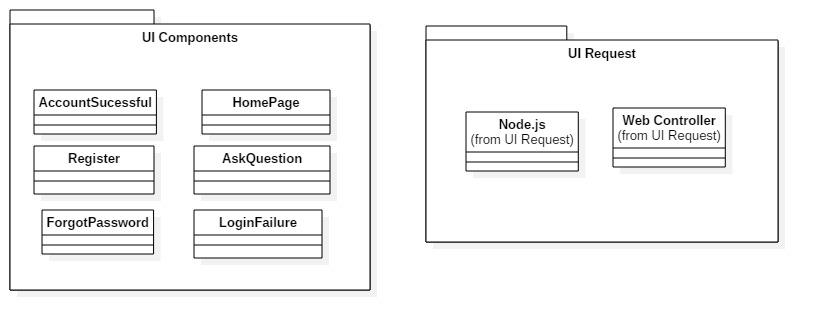 UI Components
AccountSucessful
HomePage
Register
AskQuestion
ForgotPassword
LoginFailure
UI Request
Node.js
(from UI Request)
Web Controller
(from UI Request)